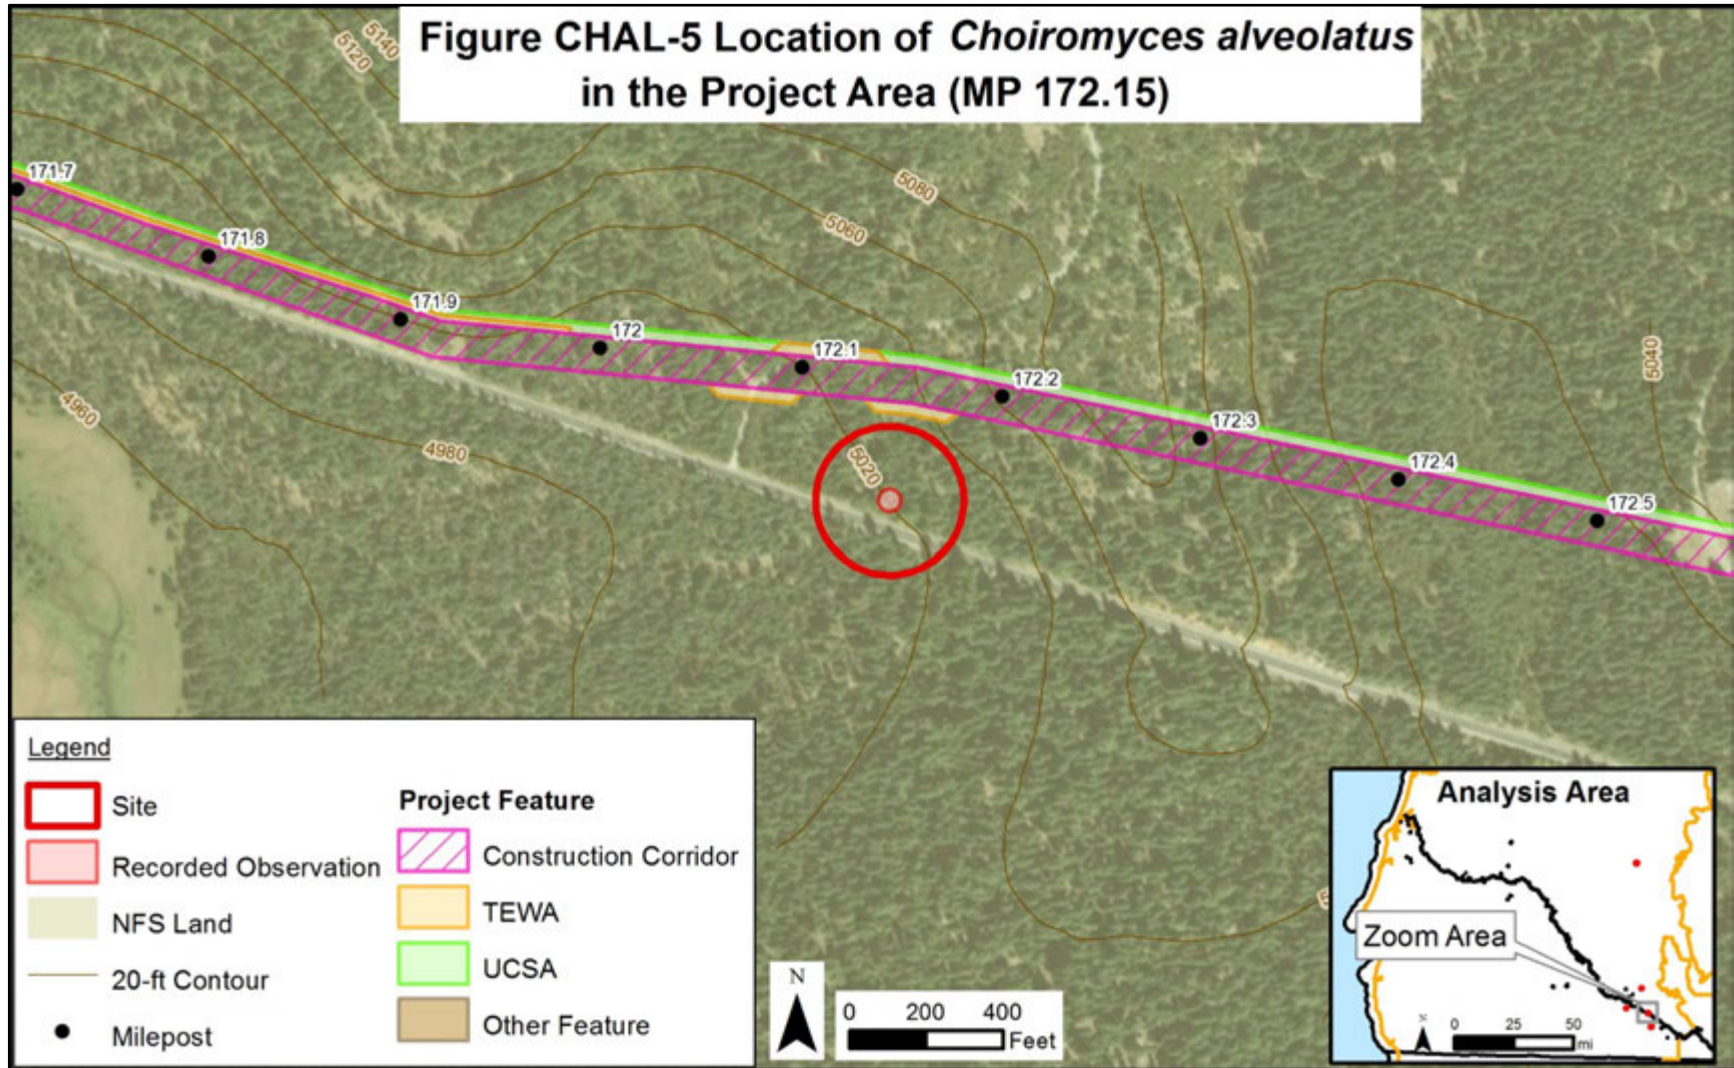 Figure CHAL-5 Location of Choiromyces alveolatus
in the Project Area (MP 172.15)
5140
5120
5080
5060
171.7
171.8
171.9
172
172.1
172.2
172.3
172.4
172.5
5040
4960
4980
5020
Legend
Site
Recorded Observation
NFS Land
20-ft Contour
Milepost
Project Feature
Construction Corridor
TEWA
UCSA
Other Feature
N
0 200 400
Feet
Analysis Area
Zoom Area
N
0 25 50
mi